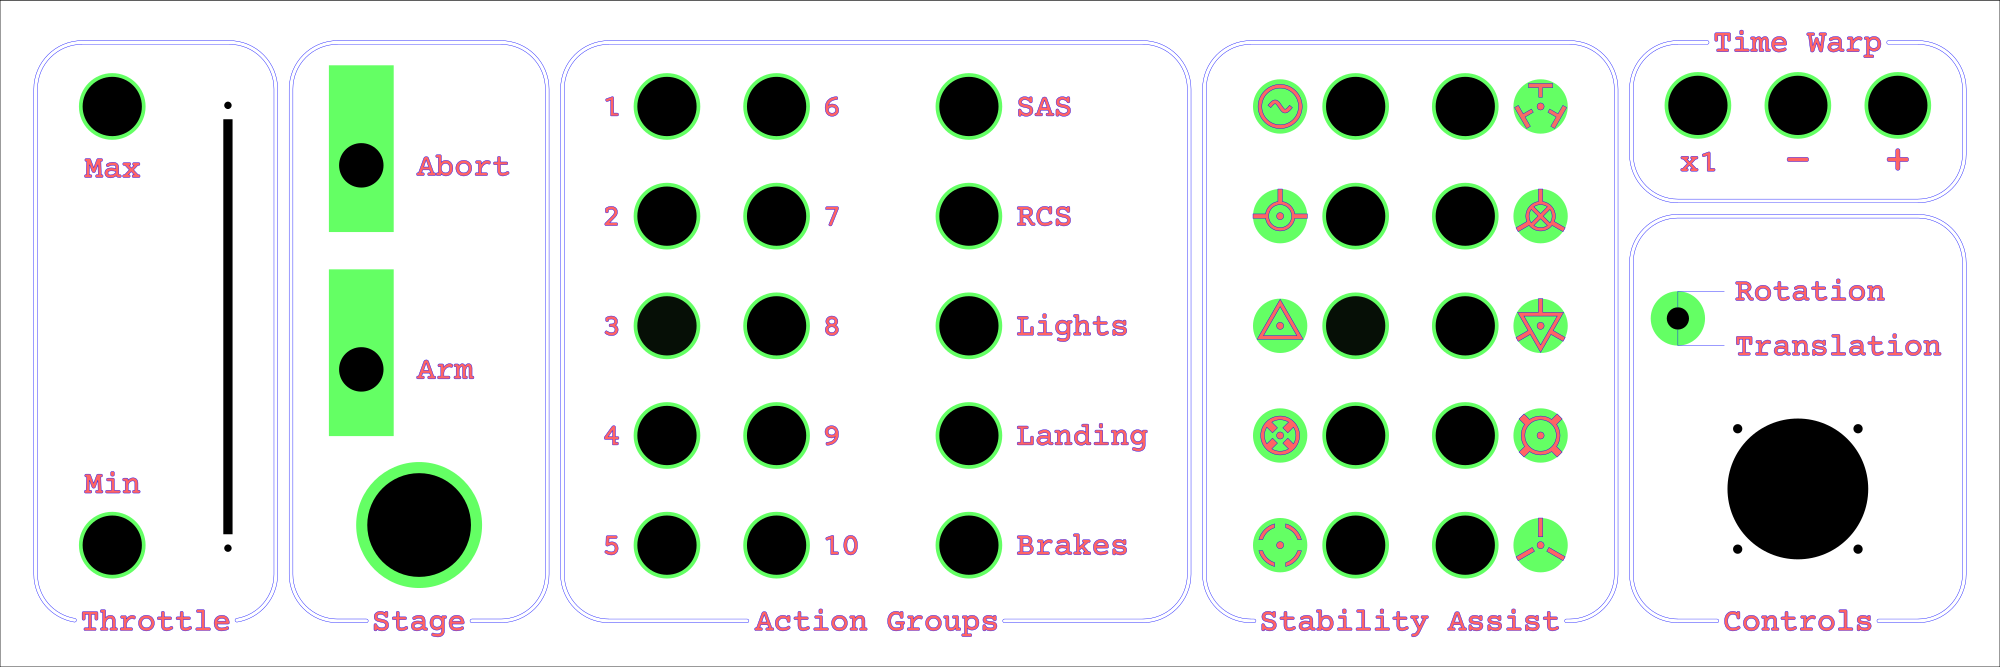 Max
Min
Throttle
Abort
Arm
Stage
1 6 SAS
2 7 RCS
3 8 Lights
4 9 Landing
5 10 Brakes
Action Groups
Stability Assist
Time Warp
x1 − +
Rotation
Translation
Controls